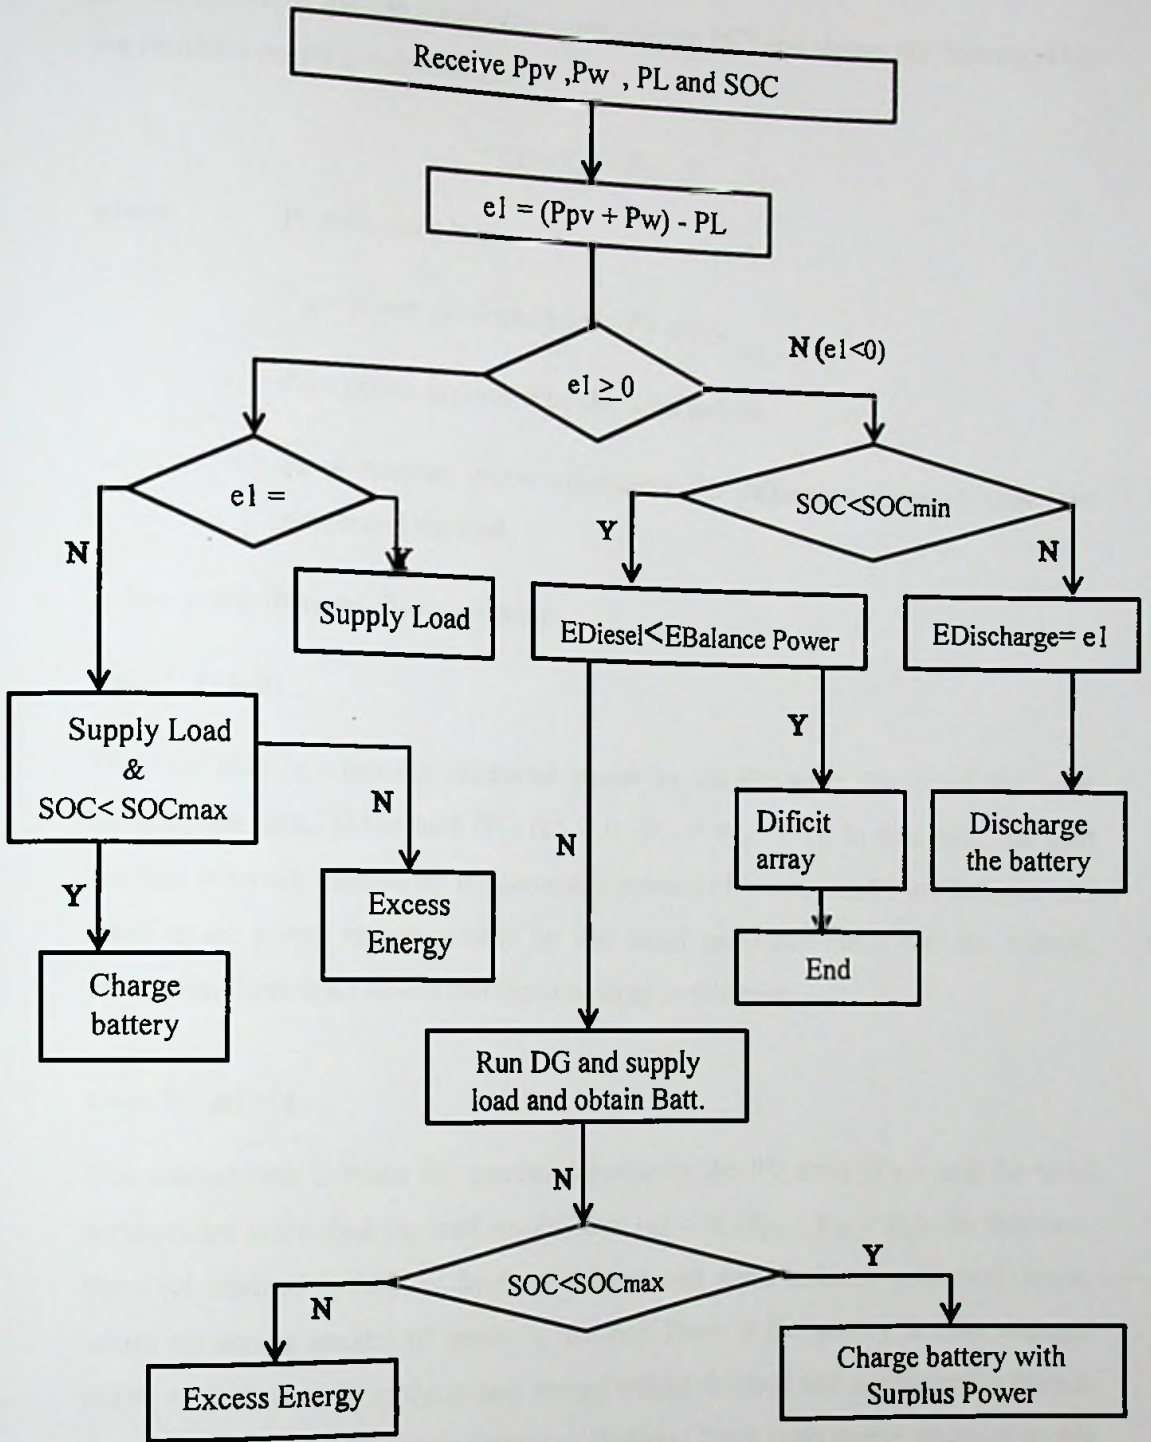 Receive Ppv ,Pw , PL and SOC
e1 = (Ppv + Pw) - PL
N (e1<0)
e1 ≥0
e1 =
SOC<SOCmin
N
Y
Y
N
Supply Load
EDiesel<EBalance Power
EDischarge= e1
Supply Load
&
SOC< SOCmax
N
Y
N
Dificit
array
Discharge
the battery
Y
Excess
Energy
End
Charge
battery
Run DG and supply
load and obtain Batt.
N
SOC<SOCmax
Y
N
Excess Energy
Charge battery with
Surplus Power